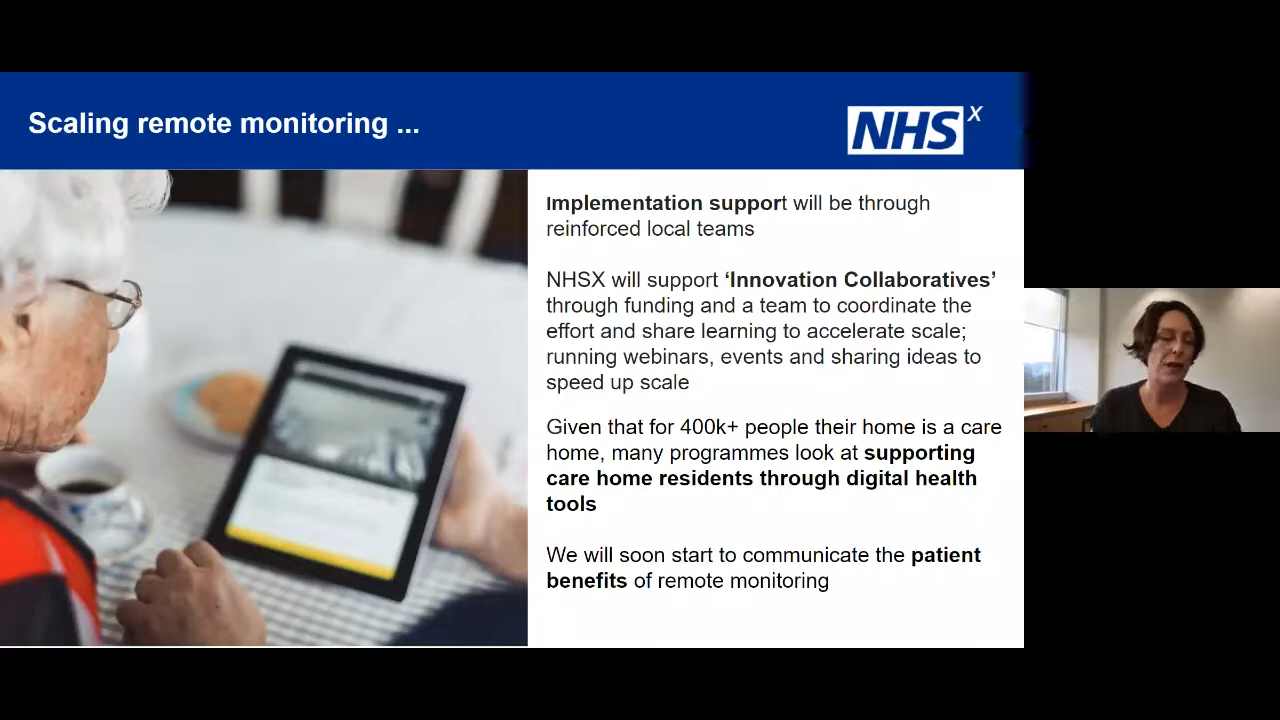 Scaling remote monitoring ...
NHS X
Implementation support will be through
reinforced local teams
NHSX will support ‘Innovation Collaboratives’
through funding and a team to coordinate the
effort and share learning to accelerate scale;
running webinars, events and sharing ideas to
speed up scale
Given that for 400k+ people their home is a care
home, many programmes look at supporting
care home residents through digital health
tools
We will soon start to communicate the patient
benefits of remote monitoring